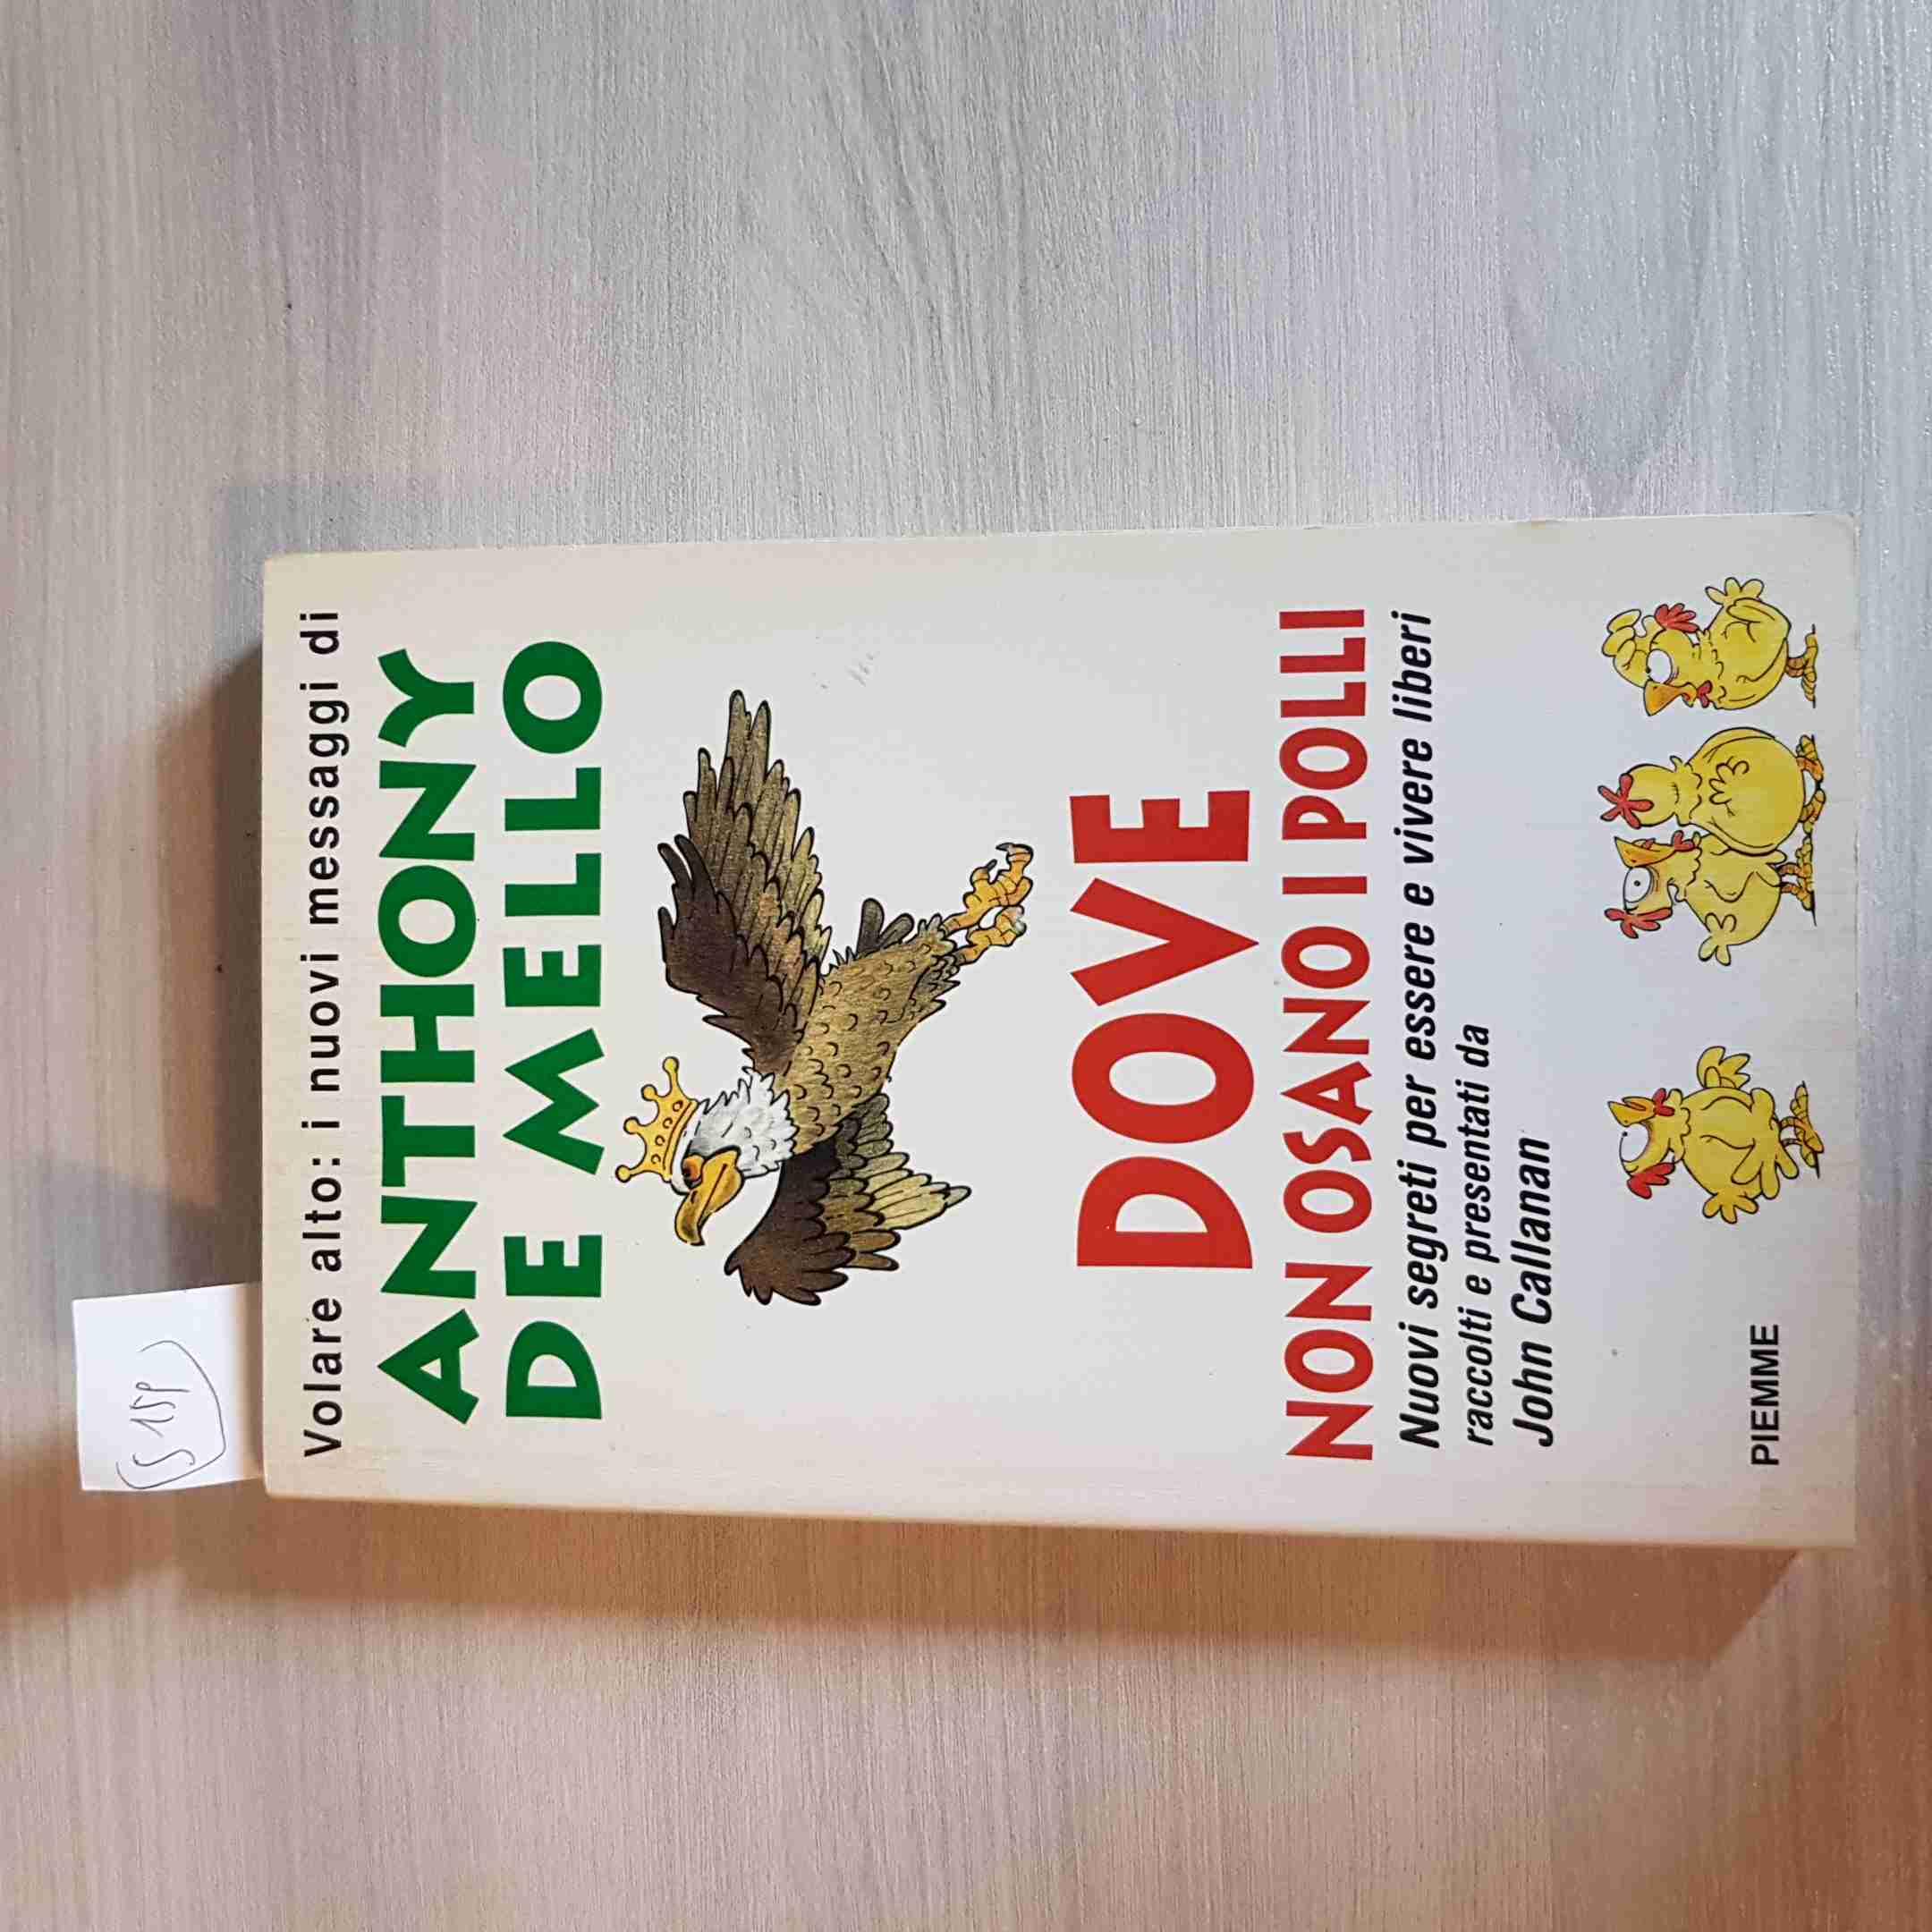 Volare alto: i nuovi messaggi di
ANTHONY
DE MELLO
DOVE
NON OSANO I POLLI
Nuovi segreti per essere e vivere liberi
raccolti e presentati da
John Callanan
PIEMME